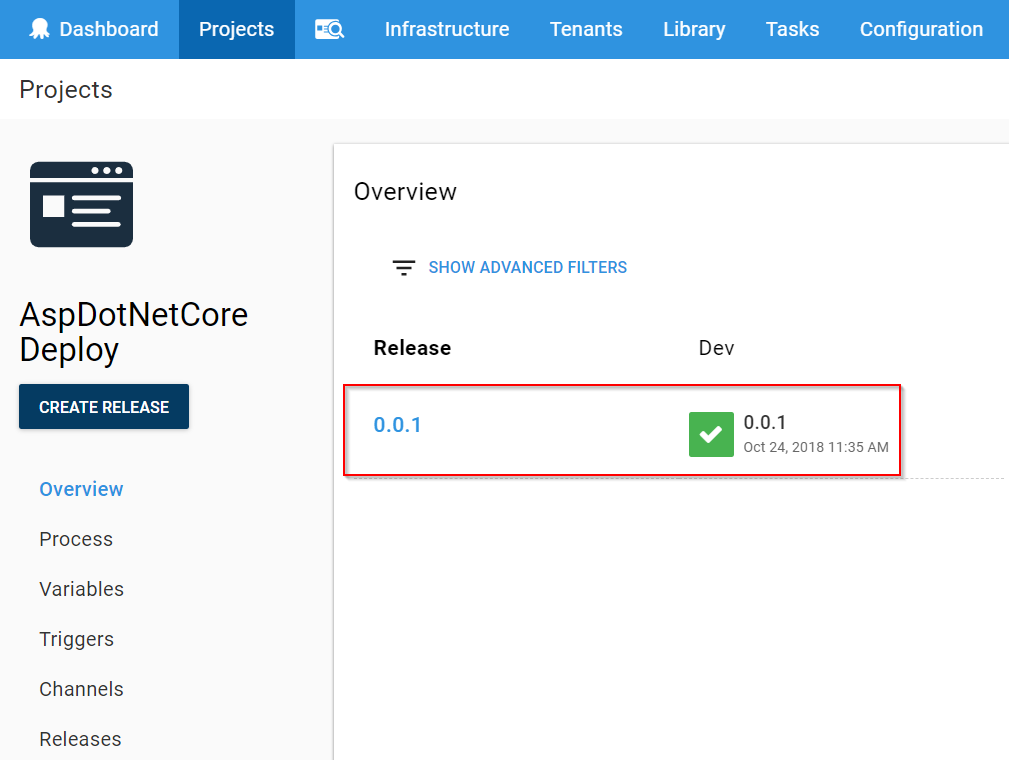 Dashboard Projects Infrastructure Tenants Library Tasks Configuration
Projects
AspDotNetCore
Deploy
CREATE RELEASE
Overview
Process
Variables
Triggers
Channels
Releases
Overview
SHOW ADVANCED FILTERS
Release Dev
0.0.1 0.0.1
Oct 24, 2018 11:35 AM